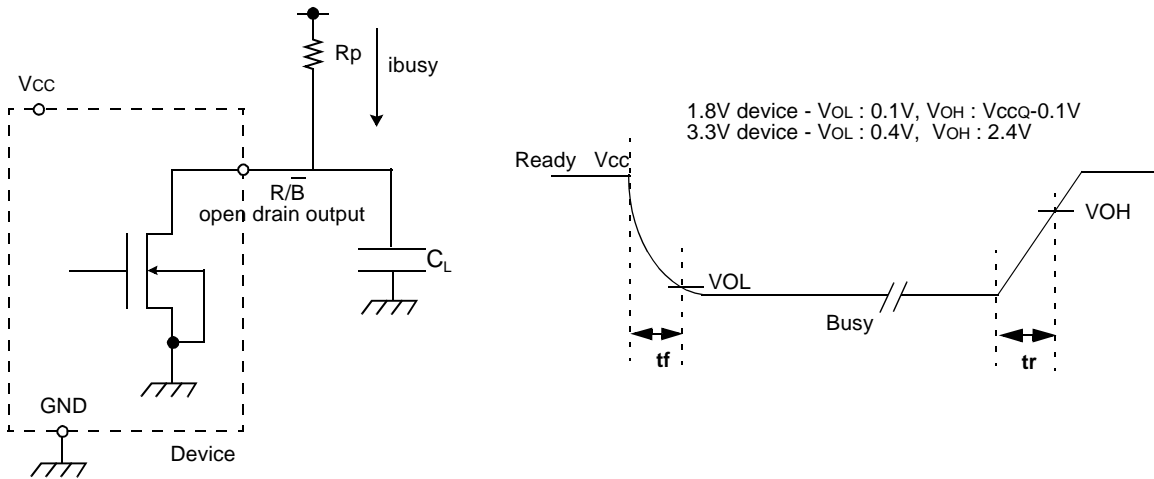 Rp
ibusy
VCC
R/B̅
open drain output
CL
GND
Device
1.8V device - VOL : 0.1V, VOH : VCCQ-0.1V
3.3V device - VOL : 0.4V, VOH : 2.4V
Ready Vcc
VOH
VOL
Busy
tf
tr